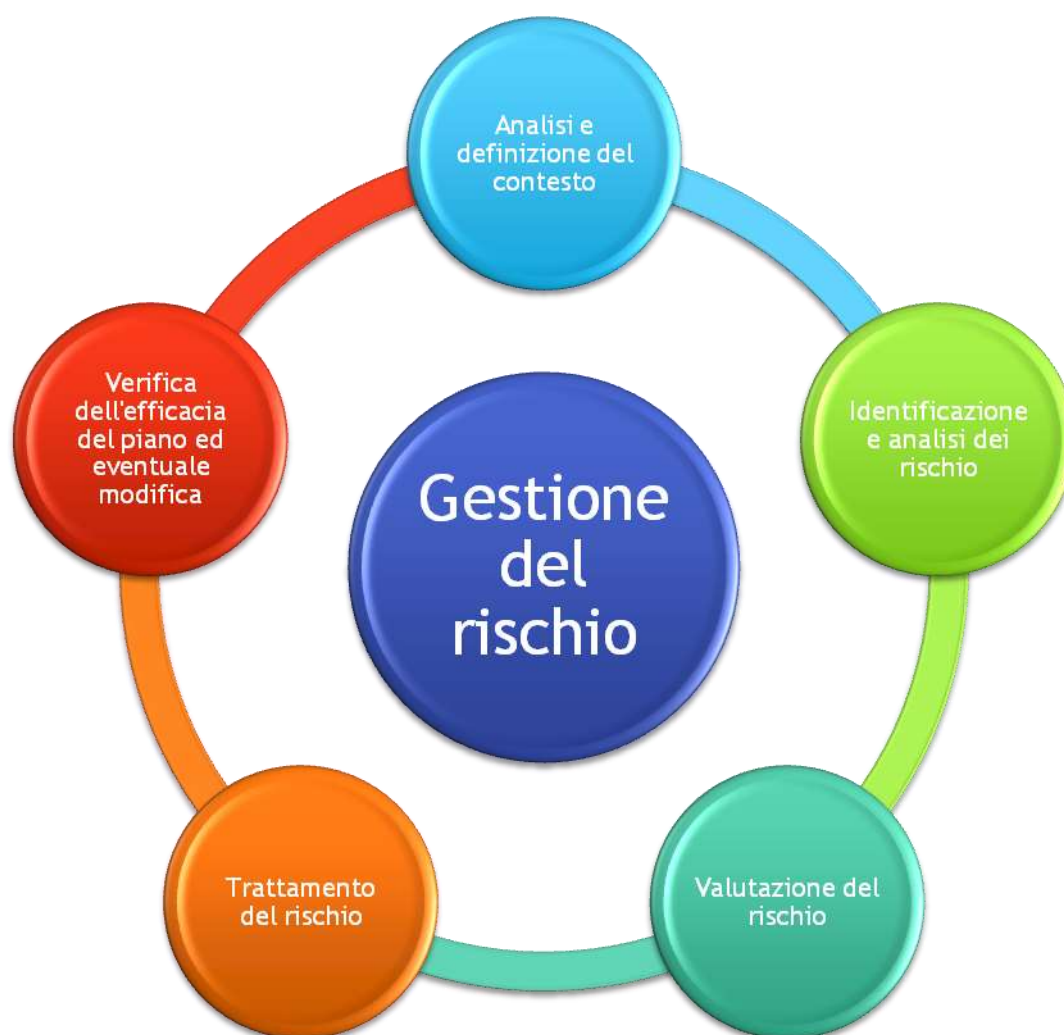 Analisi e
definizione del
contesto
Identificazione
e analisi dei
rischio
Valutazione del
rischio
Trattamento
del rischio
Verifica
dell'efficacia
del piano ed
eventuale
modifica
Gestione
del
rischio